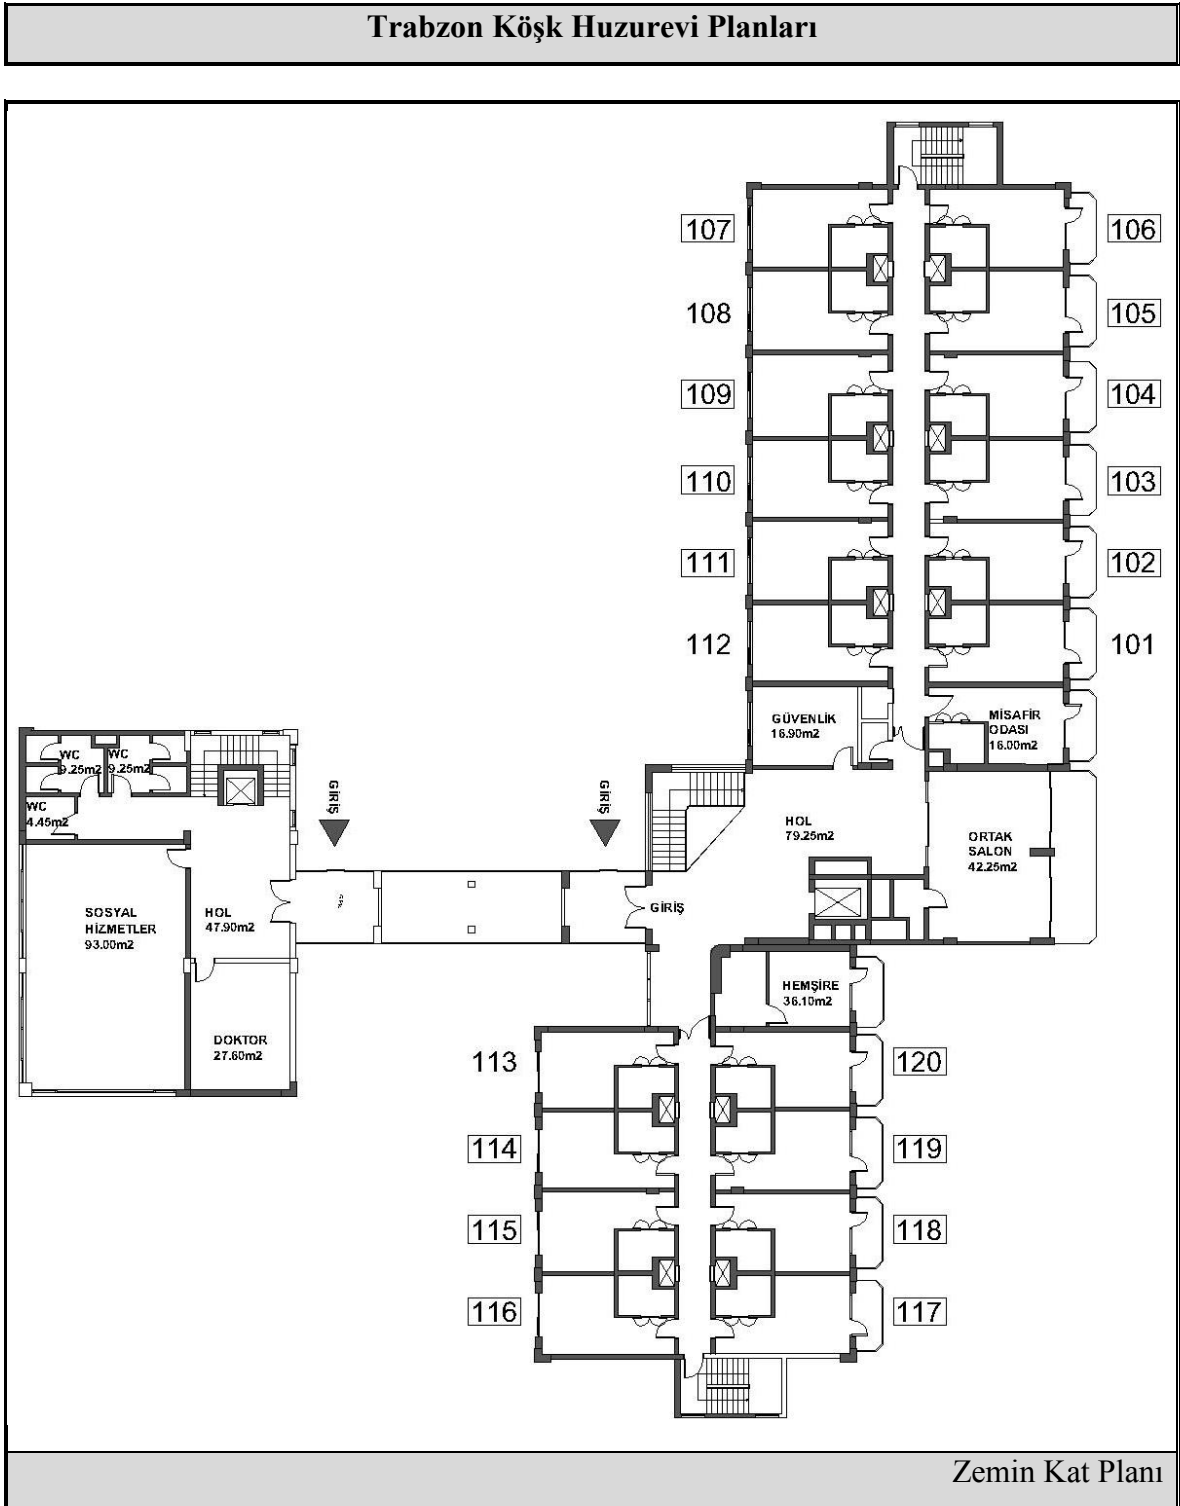 Trabzon Köşk Huzurevi Planları
107
106
108
105
109
104
110
103
111
102
112
101
GÜVENLİK
16.90m2
MİSAFİR
ODASI
16.00m2
WC
9.25m2
WC
9.25m2
WC
4.45m2
GİRİŞ
GİRİŞ
HOL
79.25m2
ORTAK
SALON
42.25m2
SOSYAL
HİZMETLER
93.00m2
HOL
47.90m2
GİRİŞ
HEMŞİRE
36.10m2
DOKTOR
27.60m2
113
120
114
119
115
118
116
117
Zemin Kat Planı